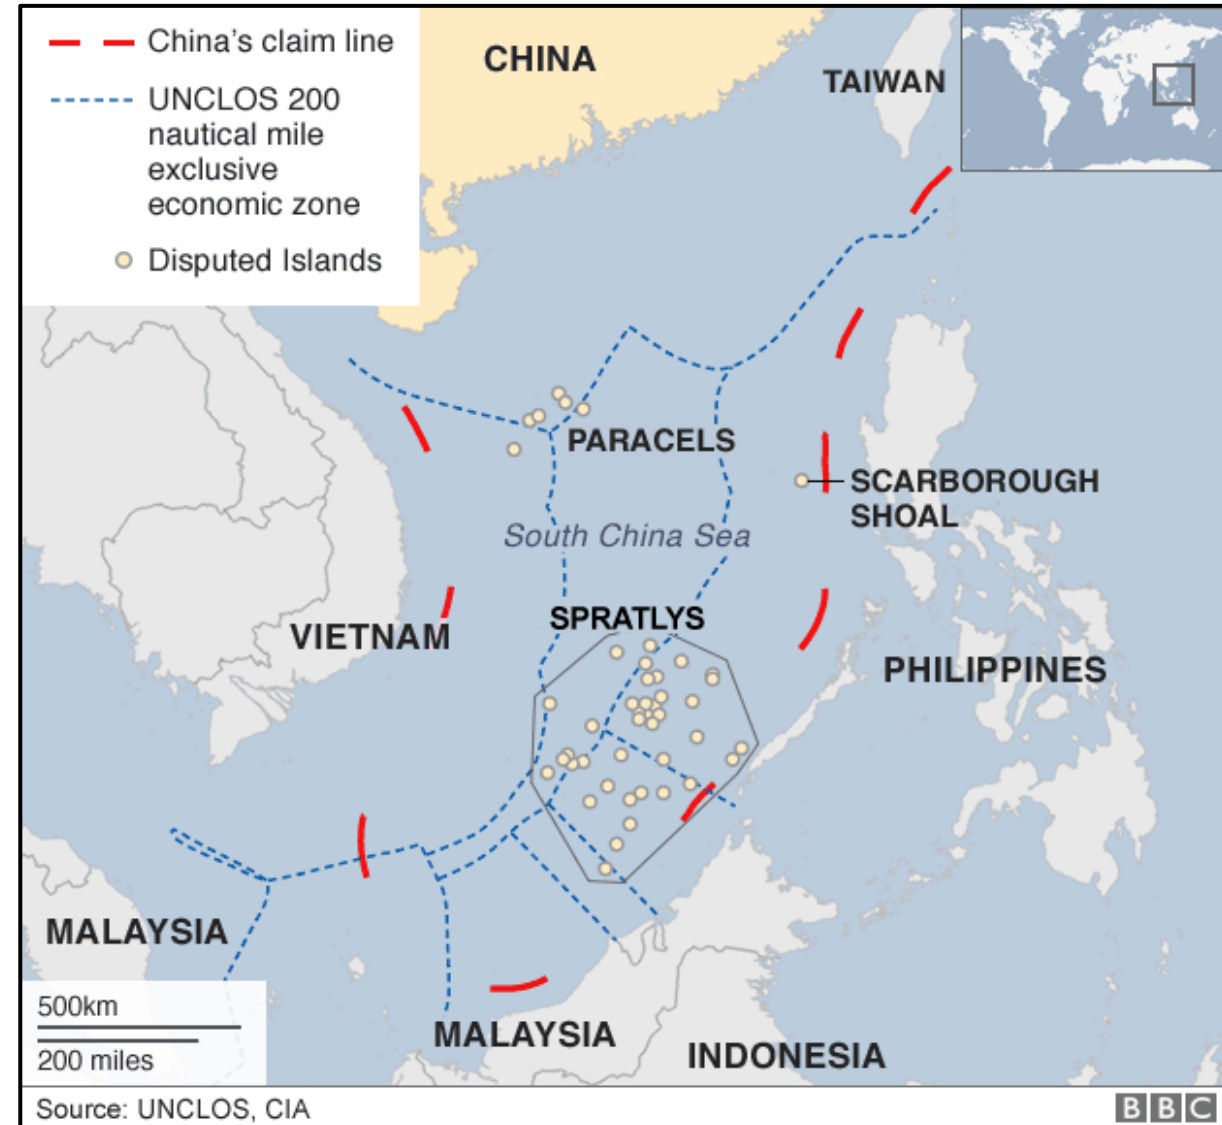 China's claim line
UNCLOS 200
nautical mile
exclusive
economic zone
Disputed Islands
CHINA
TAIWAN
PARACELS
SCARBOROUGH
SHOAL
South China Sea
SPRATLYS
VIETNAM
PHILIPPINES
MALAYSIA
500km
200 miles
MALAYSIA
INDONESIA
Source: UNCLOS, CIA
BBC